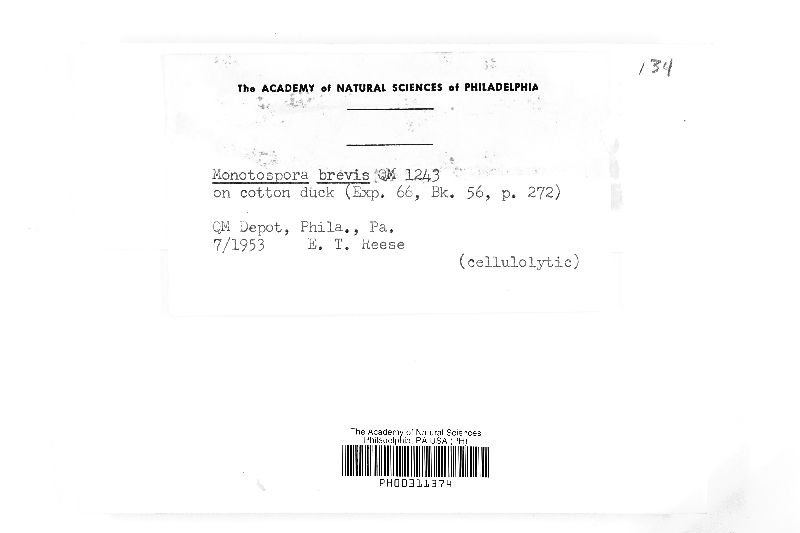 134
The ACADEMY of NATURAL SCIENCES of PHILADELPHIA
Monotospora brevis QM 1243
on cotton duck (Exp. 66, Bk. 56, p. 272)
QM Depot, Phila., Pa.
7/1953 E. T. Reese
(cellulolytic)
The Academy of Natural Sciences
Philadelphia, PA USA (PH)
PH00311374